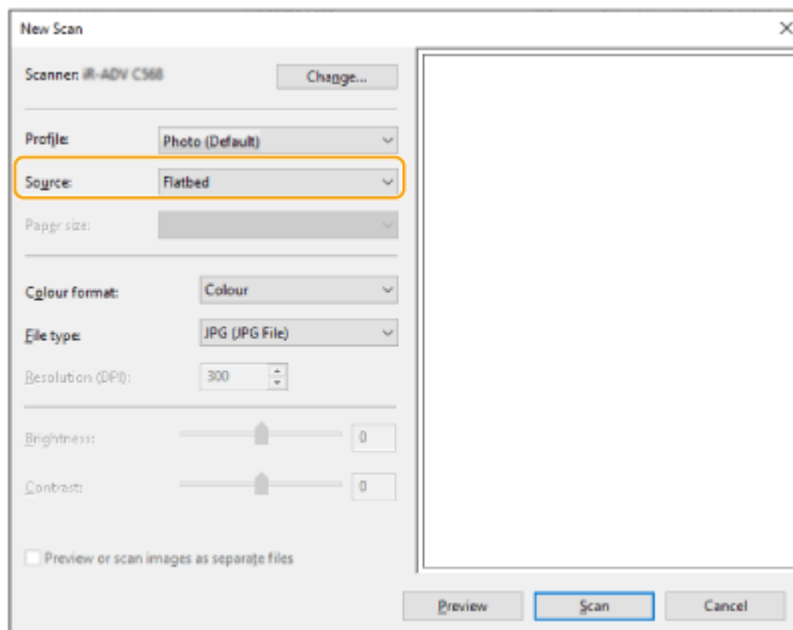 New Scan
Scanner: iR-ADV C568
Change...
Profile: Photo (Default)
Source: Flatbed
Paper size:
Colour format: Colour
File type: JPG (JPG File)
Resolution (DPI): 300
Brightness: 0
Contrast: 0
Preview or scan images as separate files
Preview Scan Cancel